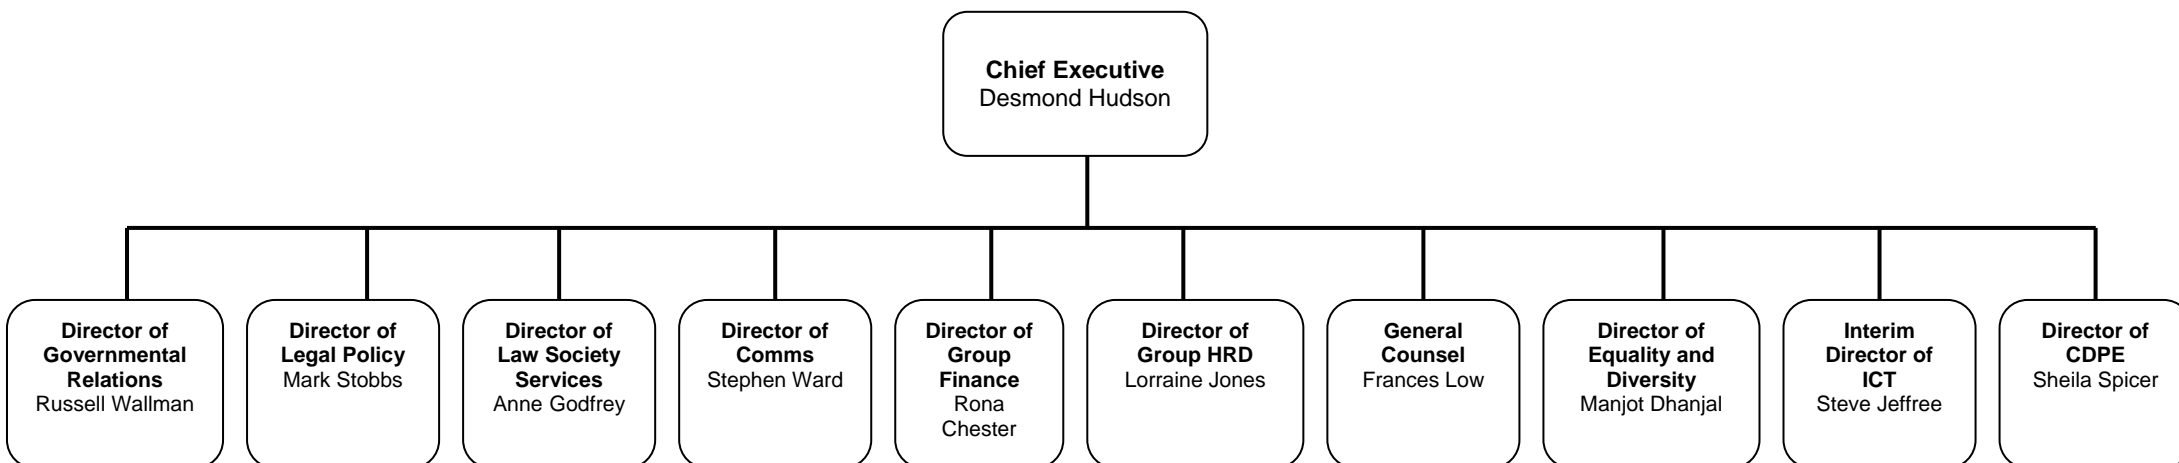 Chief Executive
Desmond Hudson
Director of
Governmental
Relations
Russell Wallman
Director of
Legal Policy
Mark Stobbs
Director of
Law Society
Services
Anne Godfrey
Director of
Comms
Stephen Ward
Director of
Group
Finance
Rona
Chester
Director of
Group HRD
Lorraine Jones
General
Counsel
Frances Low
Director of
Equality and
Diversity
Manjot Dhanjal
Interim
Director of
ICT
Steve Jeffree
Director of
CDPE
Sheila Spicer